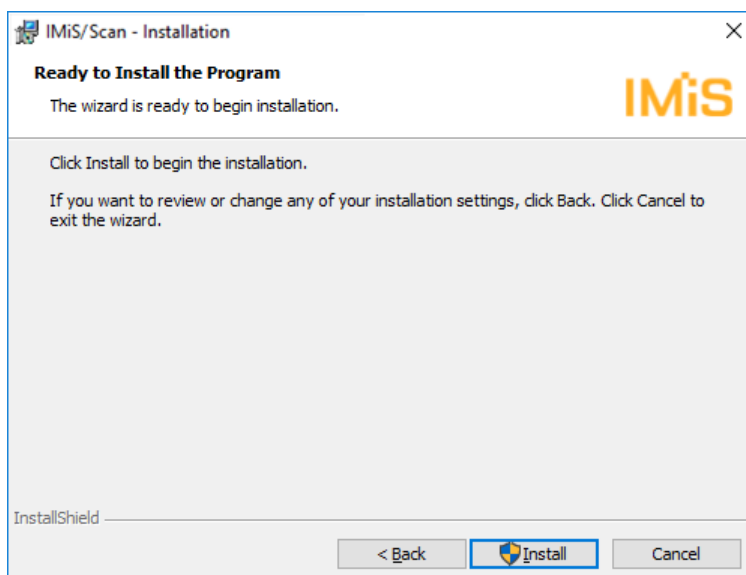 IMiS/Scan - Installation
Ready to Install the Program
The wizard is ready to begin installation.
IMiS
Click Install to begin the installation.
If you want to review or change any of your installation settings, click Back. Click Cancel to
exit the wizard.
InstallShield
< Back
Install
Cancel